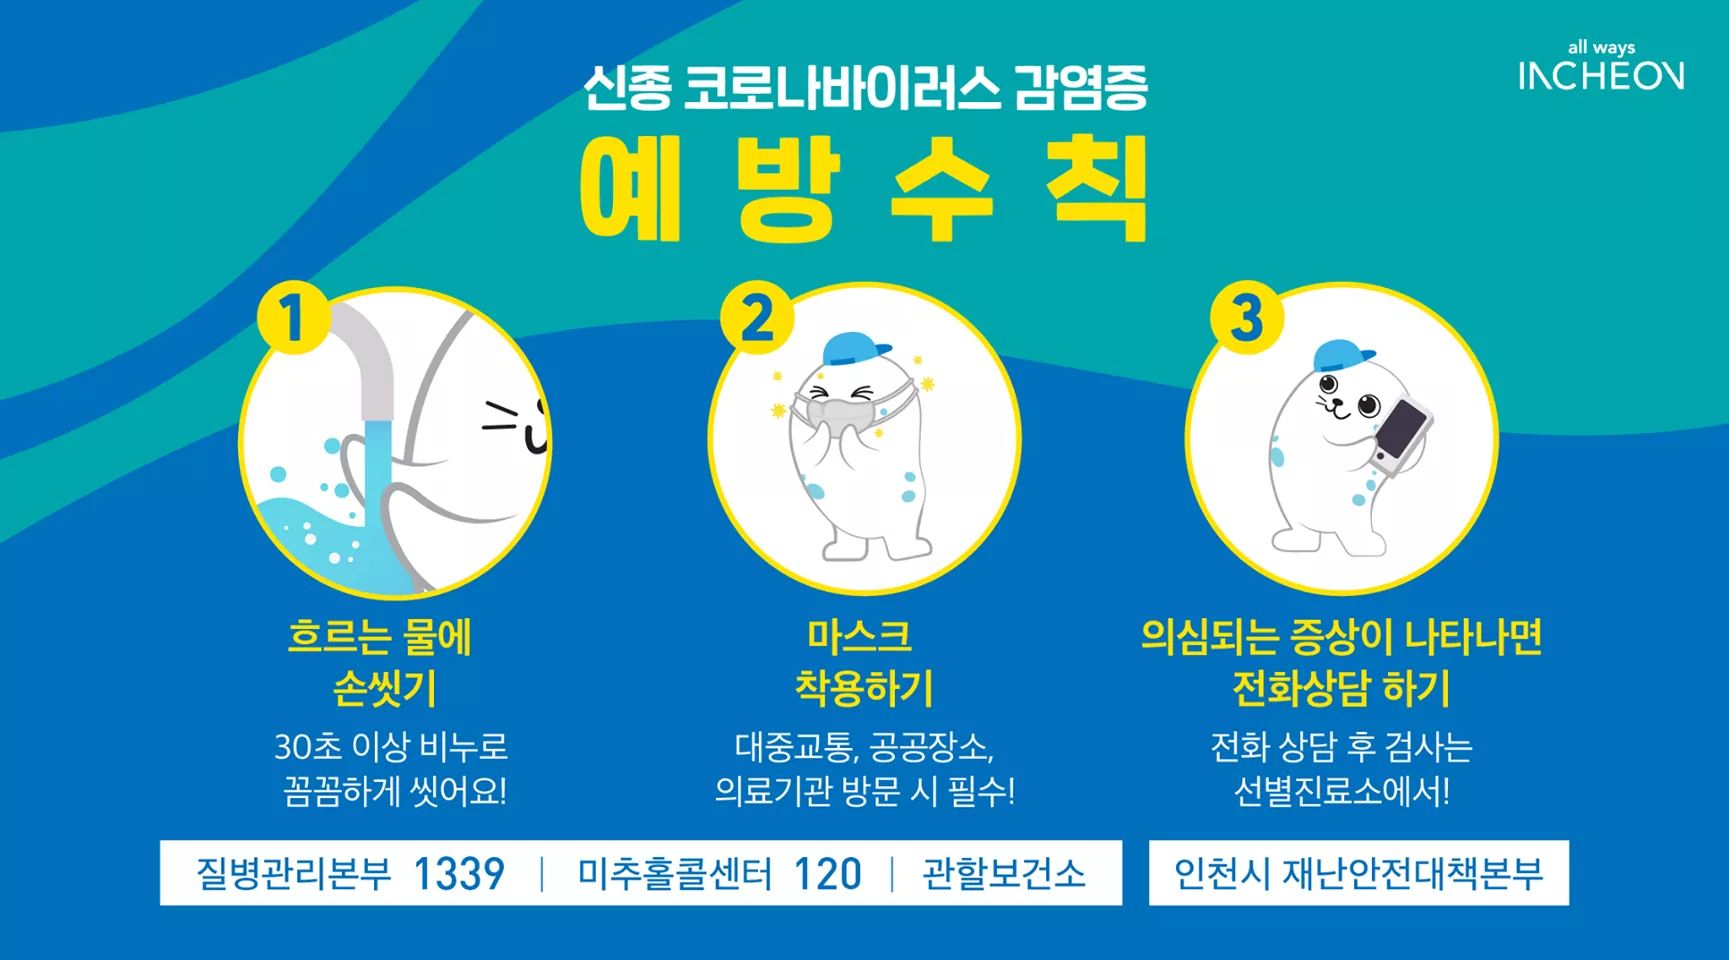 all ways
INCHEON
신종 코로나바이러스 감염증
예방수칙
1
흐르는 물에
손씻기
30초 이상 비누로
꼼꼼하게 씻어요!
2
마스크
착용하기
대중교통, 공공장소,
의료기관 방문 시 필수!
3
의심되는 증상이 나타나면
전화상담 하기
전화 상담 후 검사는
선별진료소에서!
질병관리본부 1339 | 미추홀콜센터 120 | 관할보건소
인천시 재난안전대책본부